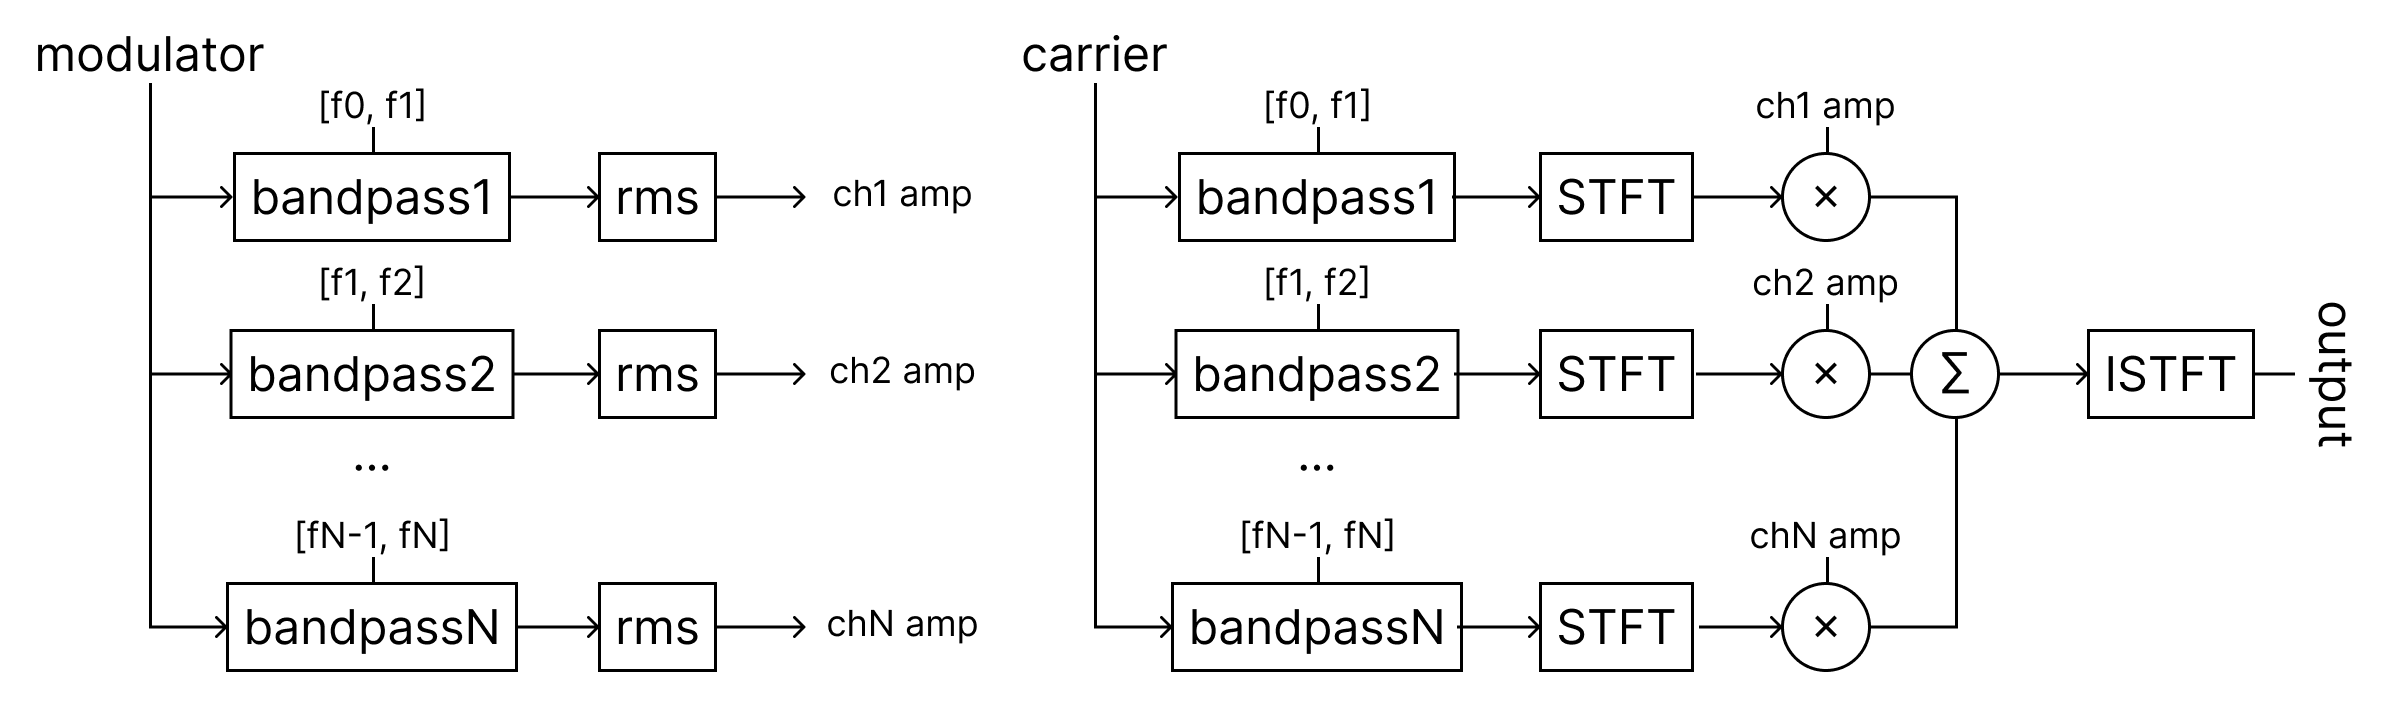 modulator
[f0, f1]
bandpass1
rms
ch1 amp
[f1, f2]
bandpass2
rms
ch2 amp
...
[fN-1, fN]
bandpassN
rms
chN amp
carrier
[f0, f1]
bandpass1
STFT
ch1 amp
×
[f1, f2]
bandpass2
STFT
ch2 amp
×
...
[fN-1, fN]
bandpassN
STFT
chN amp
×
Σ
ISTFT
output